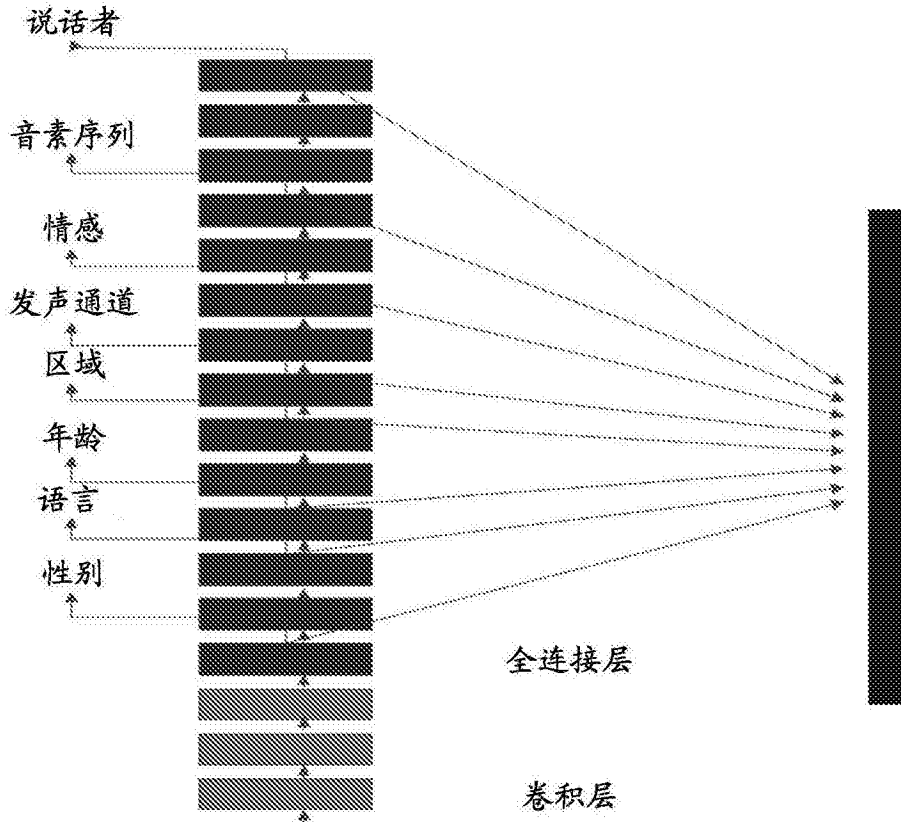 说话者
音素序列
情感
发声通道
区域
年龄
语言
性别
全连接层
卷积层